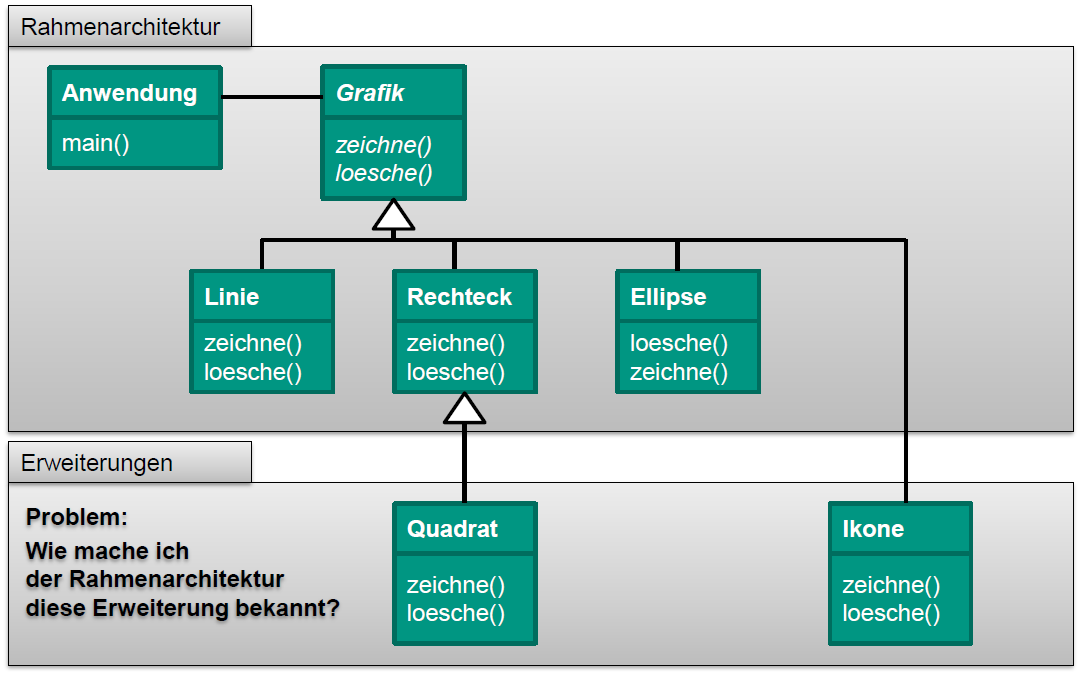 Rahmenarchitektur
Anwendung
main()
Grafik
zeichne()
loesche()
Linie
zeichne()
loesche()
Rechteck
zeichne()
loesche()
Ellipse
loesche()
zeichne()
Erweiterungen
Problem:
Wie mache ich
der Rahmenarchitektur
diese Erweiterung bekannt?
Quadrat
zeichne()
loesche()
Ikone
zeichne()
loesche()